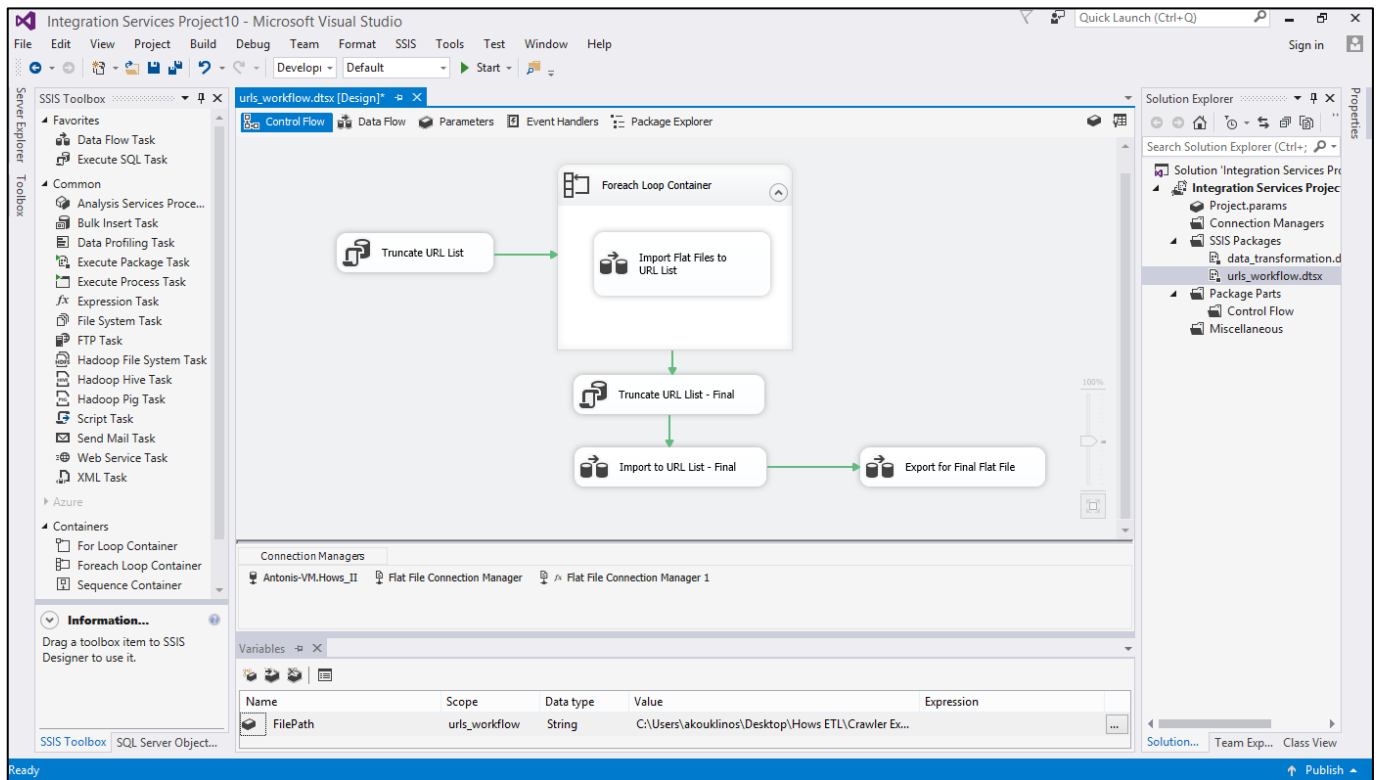 Integration Services Project10 - Microsoft Visual Studio
Quick Launch (Ctrl+Q)
File Edit View Project Build Debug Team Format SSIS Tools Test Window Help
Sign in
Develop Default Start
Server Explorer
Toolbox
SSIS Toolbox
Favorites
Data Flow Task
Execute SQL Task
Common
Analysis Services Proce...
Bulk Insert Task
Data Profiling Task
Execute Package Task
Execute Process Task
fx Expression Task
File System Task
FTP Task
Hadoop File System Task
Hadoop Hive Task
Hadoop Pig Task
Script Task
Send Mail Task
Web Service Task
XML Task
Azure
Containers
For Loop Container
Foreach Loop Container
Sequence Container
Information...
Drag a toolbox item to SSIS
Designer to use it.
SSIS Toolbox SQL Server Object...
urls_workflow.dtsx [Design]*
Control Flow Data Flow Parameters Event Handlers Package Explorer
Foreach Loop Container
Truncate URL List
Import Flat Files to
URL List
Truncate URL Llist - Final
Import to URL List - Final
Export for Final Flat File
100%
Connection Managers
Antonis-VM.Hows_II Flat File Connection Manager fx Flat File Connection Manager 1
Variables
Name Scope Data type Value Expression
FilePath urls_workflow String C:\Users\akouklinos\Desktop\Hows ETL\Crawler Ex... ...
Solution Explorer
Search Solution Explorer (Ctrl+;
Solution 'Integration Services Pro
Integration Services Projec
Project.params
Connection Managers
SSIS Packages
data_transformation.d
urls_workflow.dtsx
Package Parts
Control Flow
Miscellaneous
Solution... Team Exp... Class View
Properties
Ready
Publish